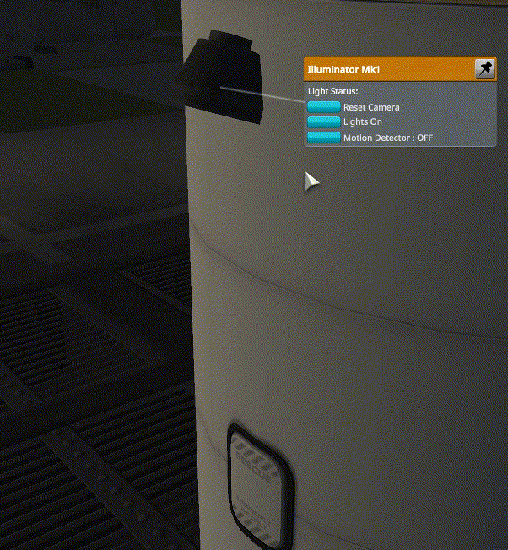 Illuminator Mk1
Light Status:
Reset Camera
Lights On
Motion Detector : OFF